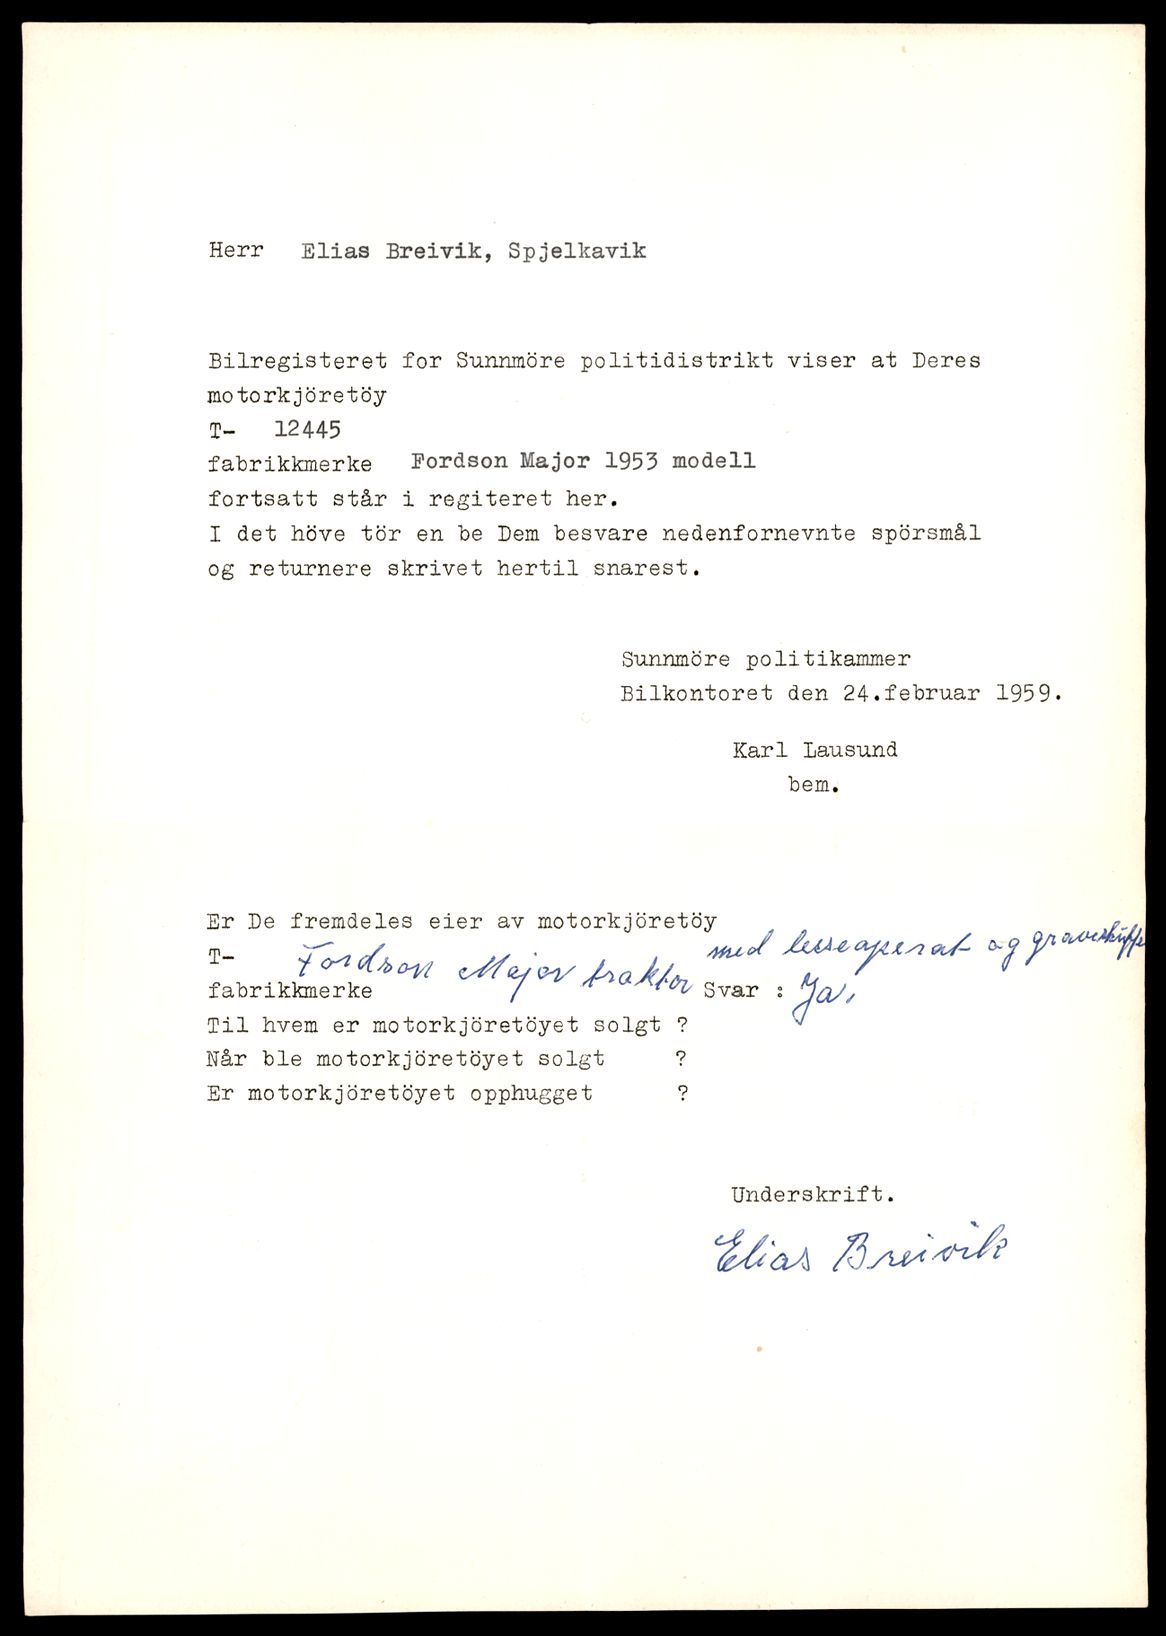 Herr Elias Breivik, Spjelkavik
Bilregisteret for Sunnmöre politidistrikt viser at Deres
motorkjöretöy
T- 12445
fabrikkmerke Fordson Major 1953 modell
fortsatt står i regiteret her.
I det höve tör en be Dem besvare nedenfornevnte spörsmål
og returnere skrivet hertil snarest.
Sunnmöre politikammer
Bilkontoret den 24.februar 1959.
Karl Lausund
bem.
Er De fremdeles eier av motorkjöretöy
T- Fordson Major traktor med lesseaperat og graveskuffe
fabrikkmerke Svar : Ja.
Til hvem er motorkjöretöyet solgt ?
Når ble motorkjöretöyet solgt ?
Er motorkjöretöyet opphugget ?
Underskrift.
Elias Breivik